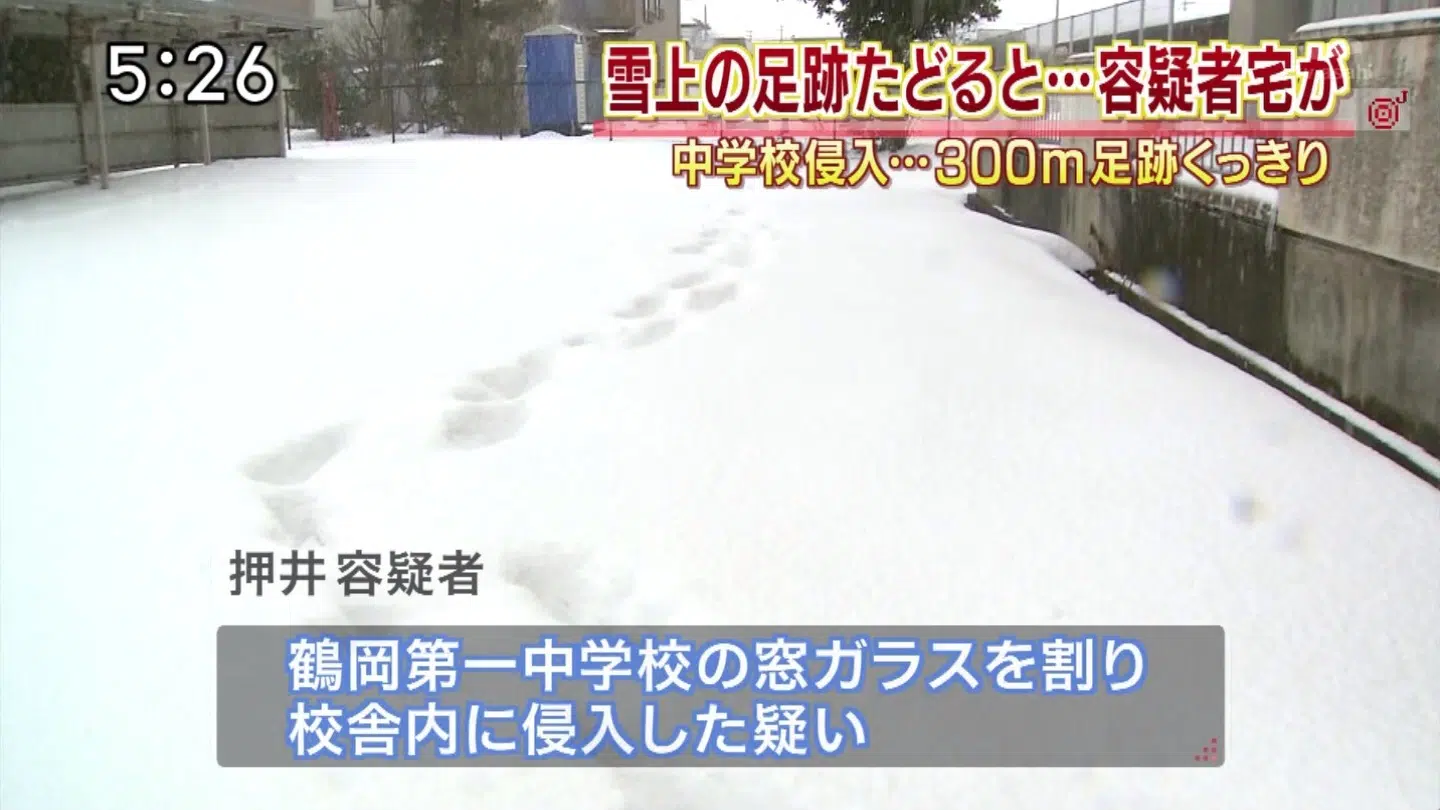 5:26
雪上の足跡たどると…容疑者宅が
中学校侵入…300m足跡くっきり
押井 容疑者
鶴岡第一中学校の窓ガラスを割り
校舎内に侵入した疑い